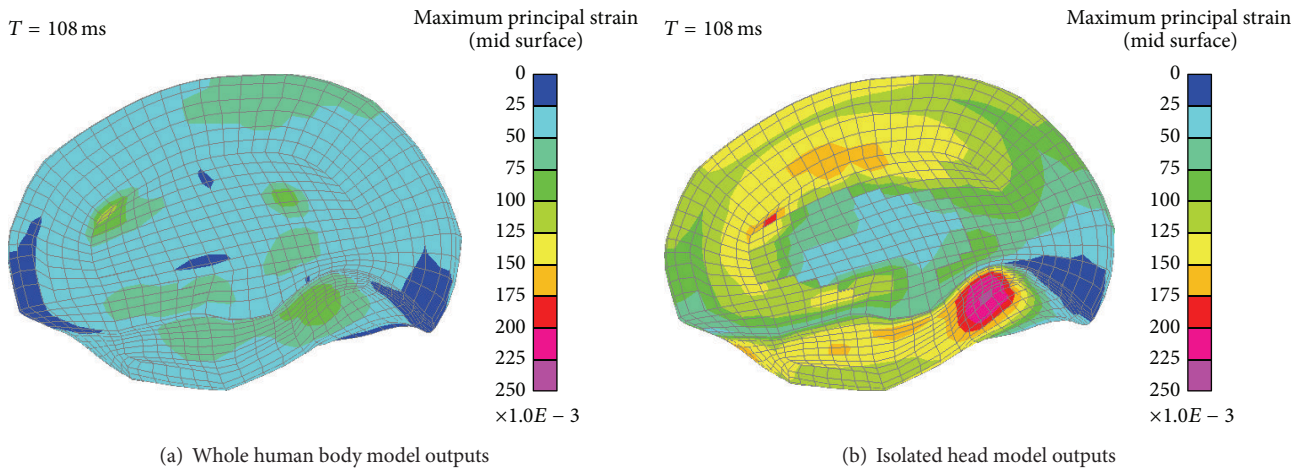 T = 108 ms
Maximum principal strain
(mid surface)
0
25
50
75
100
125
150
175
200
225
250
×1.0E − 3
(a) Whole human body model outputs
T = 108 ms
Maximum principal strain
(mid surface)
0
25
50
75
100
125
150
175
200
225
250
×1.0E − 3
(b) Isolated head model outputs